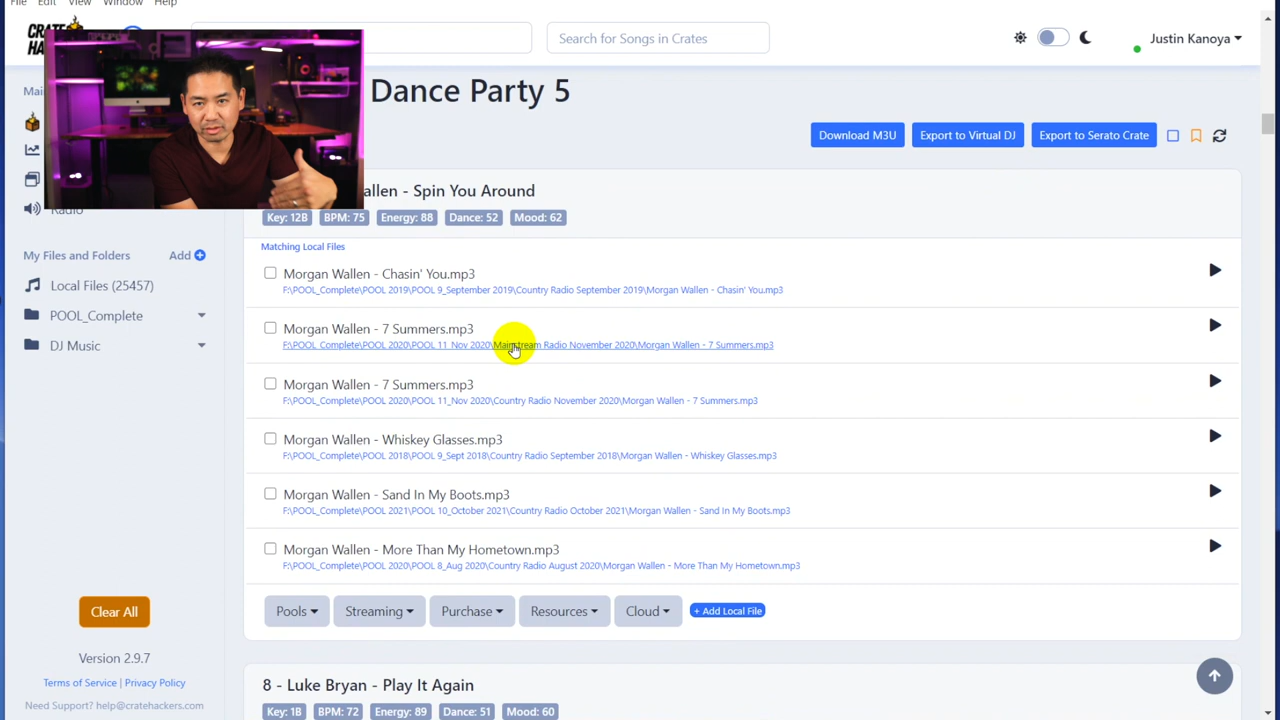 File Edit View Window Help
CRATE
Search for Songs in Crates
Justin Kanoya
Dance Party 5
Download M3U
Export to Virtual DJ
Export to Serato Crate
allen - Spin You Around
Key: 12B
BPM: 75
Energy: 88
Dance: 52
Mood: 62
Radio
My Files and Folders
Add
Local Files (25457)
POOL_Complete
DJ Music
Matching Local Files
Morgan Wallen - Chasin' You.mp3
F:\POOL_Complete\POOL 2019\POOL 9_September 2019\Country Radio September 2019\Morgan Wallen - Chasin' You.mp3
Morgan Wallen - 7 Summers.mp3
F:\POOL_Complete\POOL 2020\POOL 11_Nov 2020\Mainstream Radio November 2020\Morgan Wallen - 7 Summers.mp3
Morgan Wallen - 7 Summers.mp3
F:\POOL_Complete\POOL 2020\POOL 11_Nov 2020\Country Radio November 2020\Morgan Wallen - 7 Summers.mp3
Morgan Wallen - Whiskey Glasses.mp3
F:\POOL_Complete\POOL 2018\POOL 9_Sept 2018\Country Radio September 2018\Morgan Wallen - Whiskey Glasses.mp3
Morgan Wallen - Sand In My Boots.mp3
F:\POOL_Complete\POOL 2021\POOL 10_October 2021\Country Radio October 2021\Morgan Wallen - Sand In My Boots.mp3
Morgan Wallen - More Than My Hometown.mp3
F:\POOL_Complete\POOL 2020\POOL 8_Aug 2020\Country Radio August 2020\Morgan Wallen - More Than My Hometown.mp3
Pools
Streaming
Purchase
Resources
Cloud
+ Add Local File
Clear All
Version 2.9.7
Terms of Service | Privacy Policy
Need Support? help@cratehackers.com
8 - Luke Bryan - Play It Again
Key: 1B
BPM: 72
Energy: 89
Dance: 51
Mood: 60